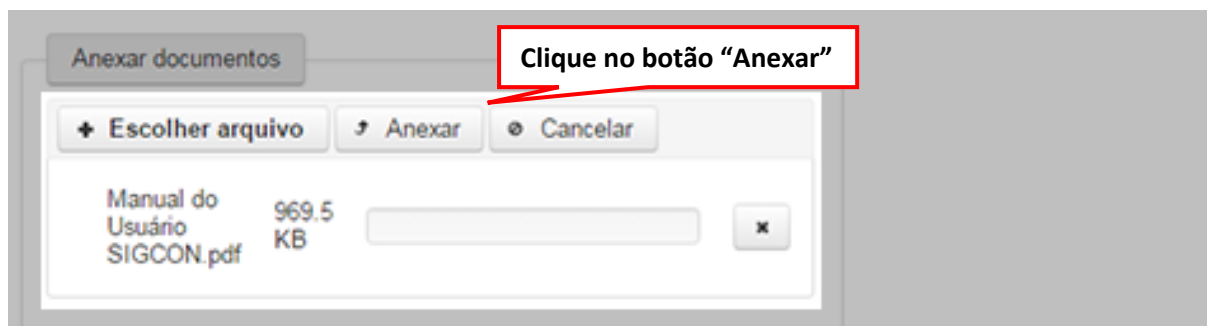 Anexar documentos
Clique no botão “Anexar”
Escolher arquivo Anexar Cancelar
Manual do
Usuário
SIGCON.pdf
969.5
KB